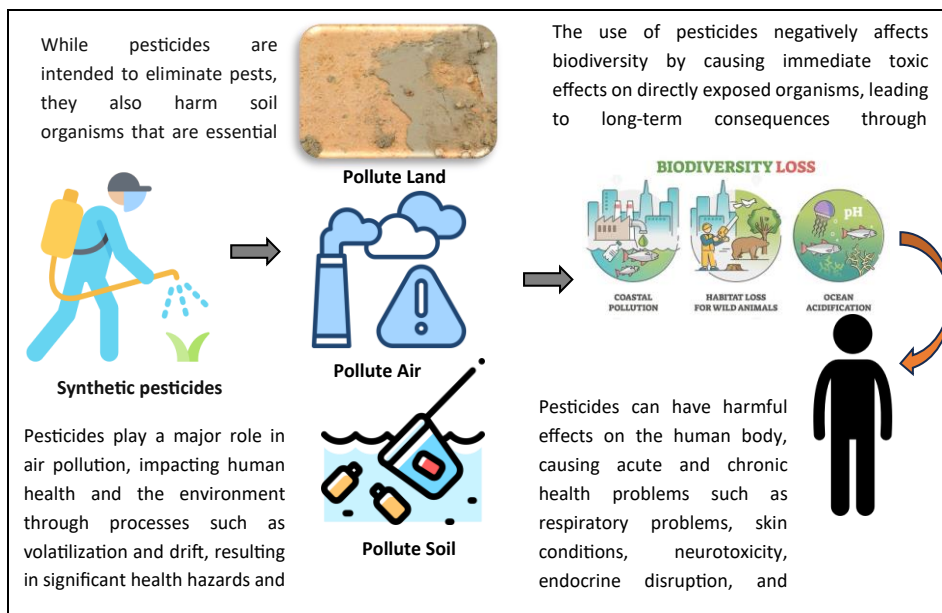 While pesticides are
intended to eliminate pests,
they also harm soil
organisms that are essential
Pollute Land
The use of pesticides negatively affects
biodiversity by causing immediate toxic
effects on directly exposed organisms, leading
to long-term consequences through
BIODIVERSITY LOSS
pH
COASTAL
POLLUTION
HABITAT LOSS
FOR WILD ANIMALS
OCEAN
ACIDIFICATION
Synthetic pesticides
Pollute Air
Pesticides play a major role in
air pollution, impacting human
health and the environment
through processes such as
volatilization and drift, resulting
in significant health hazards and
Pollute Soil
Pesticides can have harmful
effects on the human body,
causing acute and chronic
health problems such as
respiratory problems, skin
conditions, neurotoxicity,
endocrine disruption, and